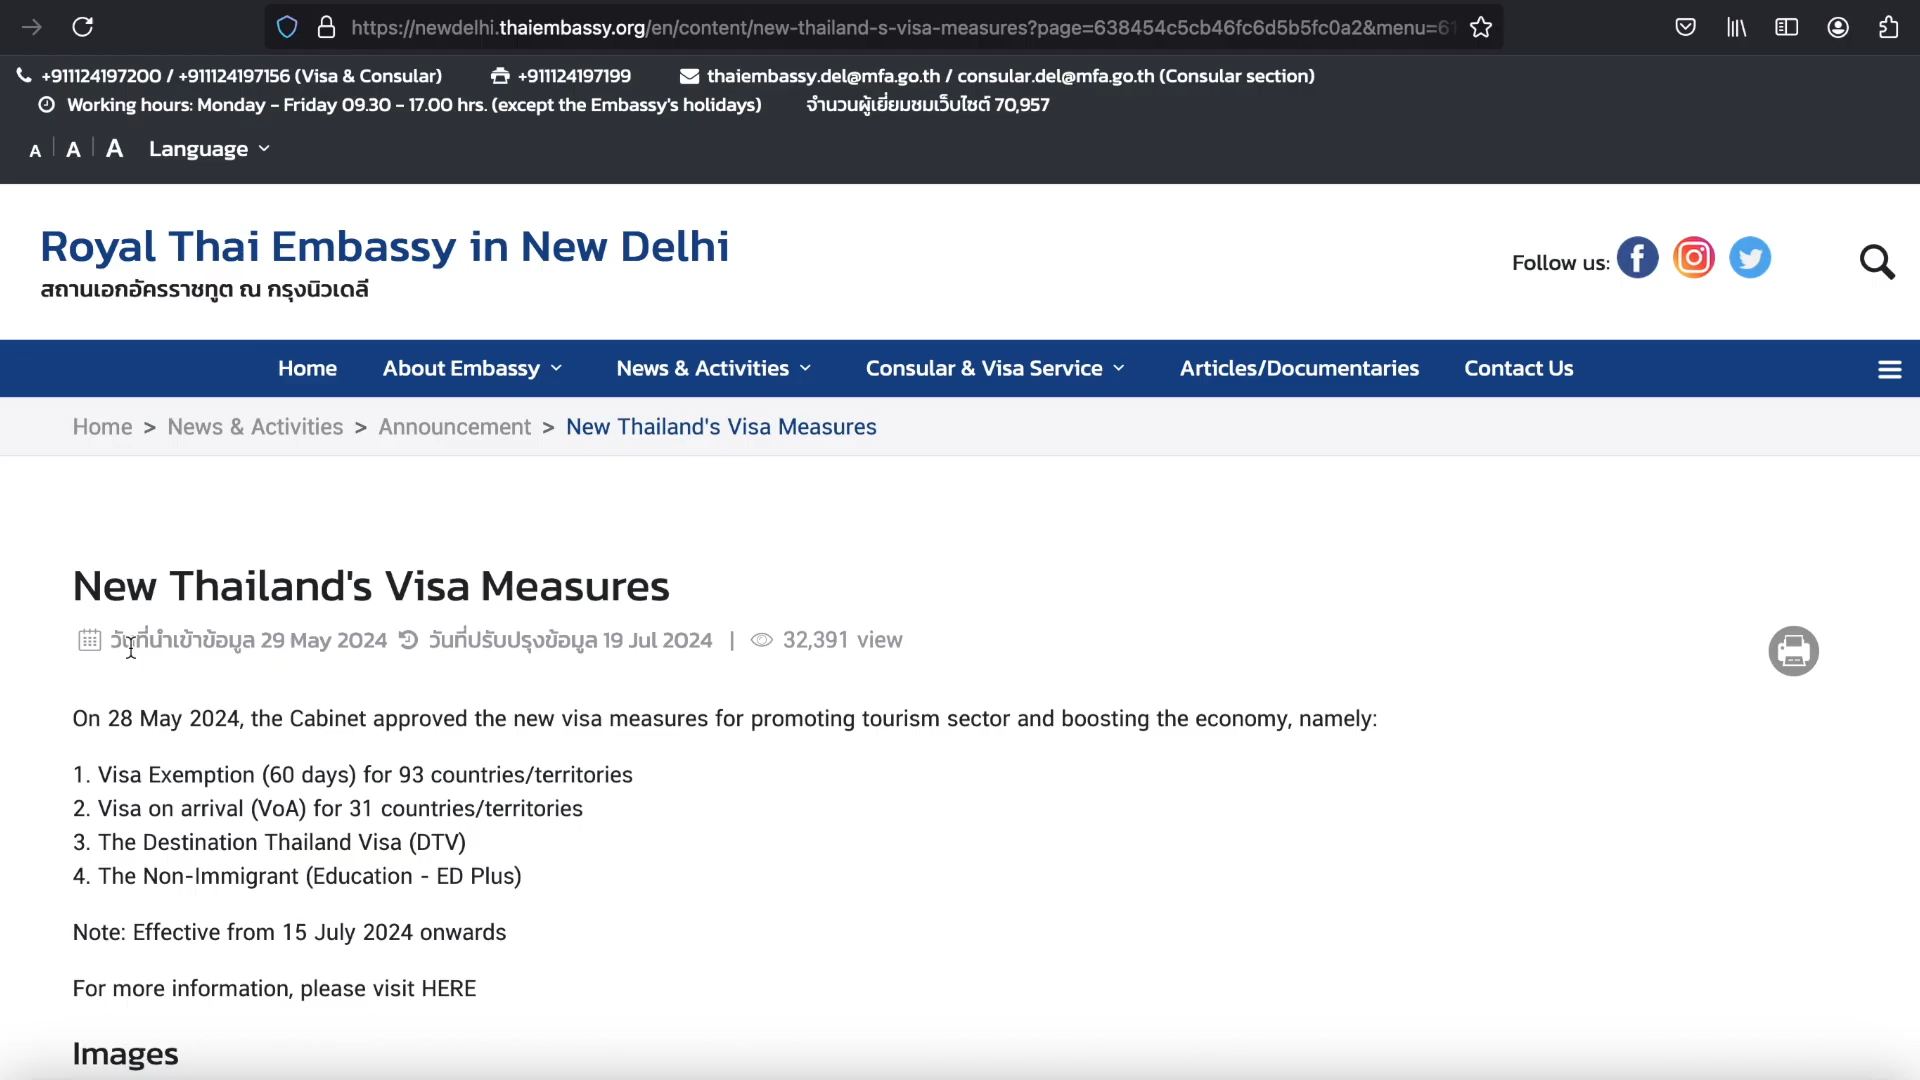 https://newdelhi.thaiembassy.org/en/content/new-thailand-s-visa-measures?page=638454c5cb46fc6d5b5fc0a2&menu=6
+911124197200 / +911124197156 (Visa & Consular) +911124197199 thaiembassy.del@mfa.go.th / consular.del@mfa.go.th (Consular section)
Working hours: Monday - Friday 09.30 - 17.00 hrs. (except the Embassy's holidays) จำนวนผู้เยี่ยมชมเว็บไซต์ 70,957
A A A Language
Royal Thai Embassy in New Delhi
สถานเอกอัครราชทูต ณ กรุงนิวเดลี
Follow us:
Home About Embassy News & Activities Consular & Visa Service Articles/Documentaries Contact Us
Home > News & Activities > Announcement > New Thailand's Visa Measures
New Thailand's Visa Measures
วันที่นำเข้าข้อมูล 29 May 2024 วันที่ปรับปรุงข้อมูล 19 Jul 2024 | 32,391 view
On 28 May 2024, the Cabinet approved the new visa measures for promoting tourism sector and boosting the economy, namely:
1. Visa Exemption (60 days) for 93 countries/territories
2. Visa on arrival (VoA) for 31 countries/territories
3. The Destination Thailand Visa (DTV)
4. The Non-Immigrant (Education - ED Plus)
Note: Effective from 15 July 2024 onwards
For more information, please visit HERE
Images